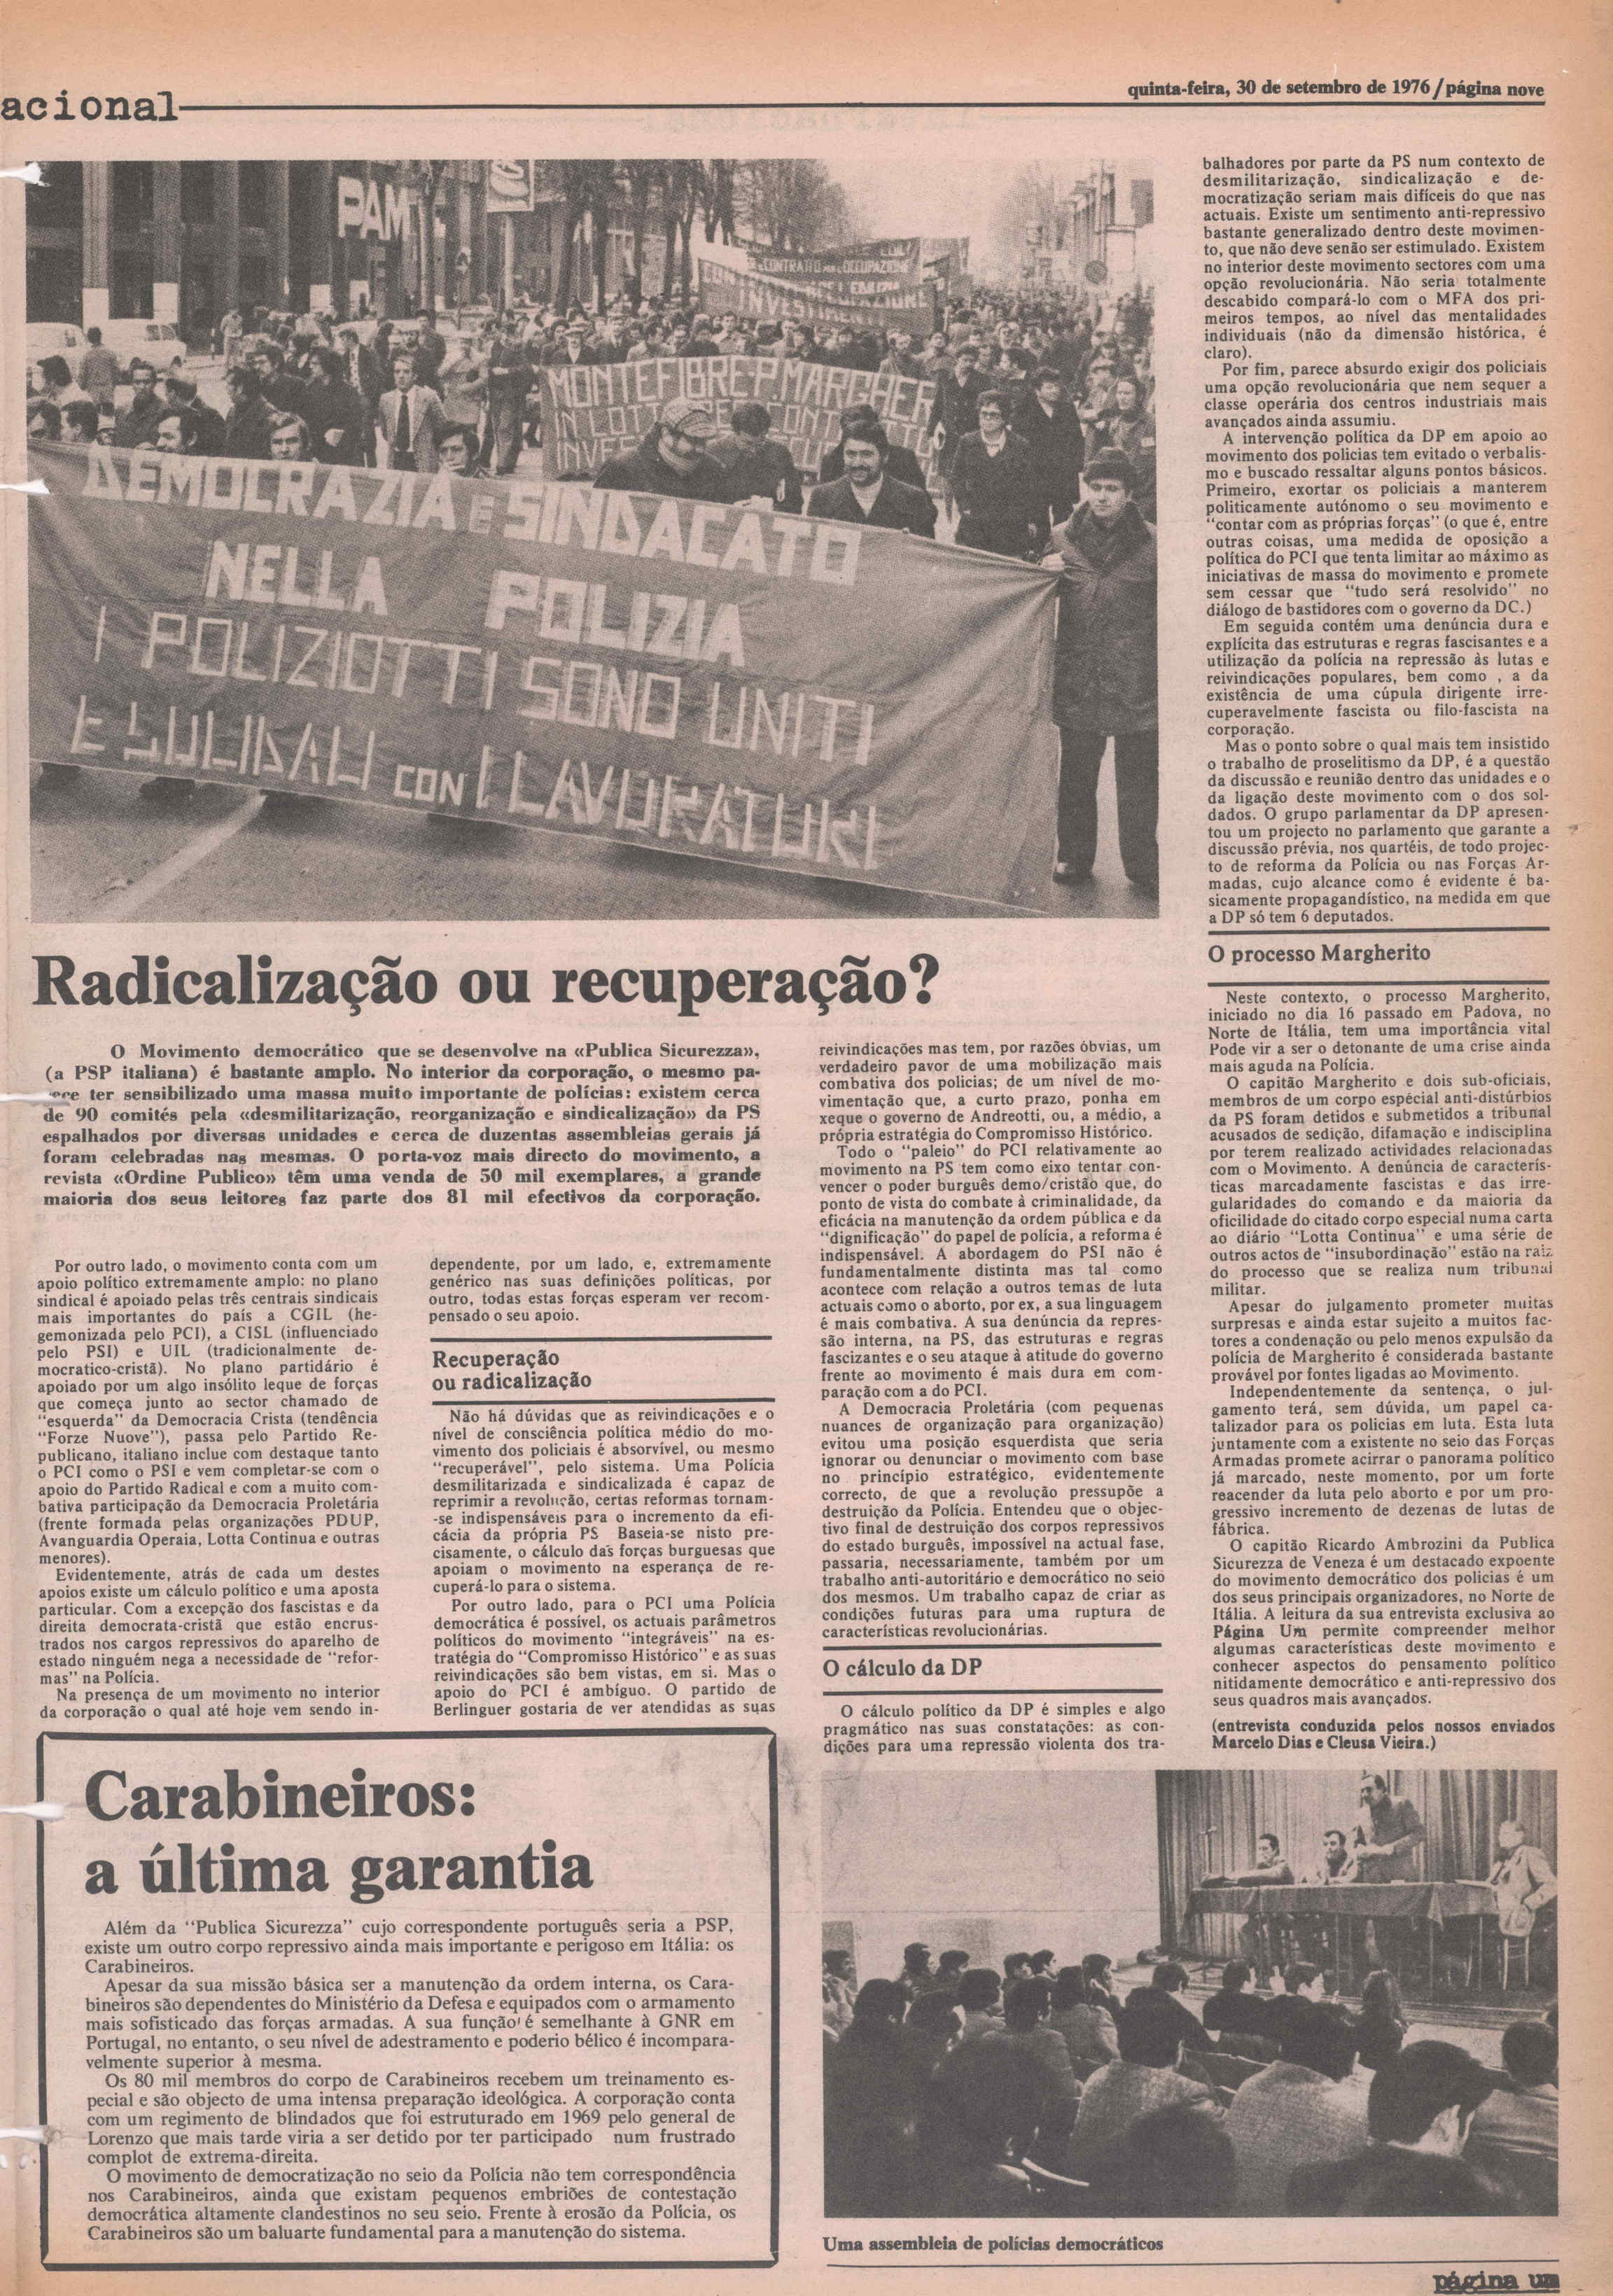 acional
quinta-feira, 30 de setembro de 1976/página nove
PAM
CONTRATTO PER L'OCCUPAZIONE
INVESTIMENTI
MONTEFIBRE P. MARGHER
IN LOTT
DEMOCRAZIA E SINDACATO
NELLA POLIZIA
I POLIZIOTTI SONO UNITI
E SOLIDALI CON I LAVORATORI
Radicalização ou recuperação?
O Movimento democrático que se desenvolve na «Publica Sicurezza»,
(a PSP italiana) é bastante amplo. No interior da corporação, o mesmo pa-
rece ter sensibilizado uma massa muito importante de polícias: existem cerca
de 90 comités pela «desmilitarização, reorganização e sindicalização» da PS
espalhados por diversas unidades e cerca de duzentas assembleias gerais já
foram celebradas nas mesmas. O porta-voz mais directo do movimento, a
revista «Ordine Publico» têm uma venda de 50 mil exemplares, a grande
maioria dos seus leitores faz parte dos 81 mil efectivos da corporação.
Por outro lado, o movimento conta com um
apoio político extremamente amplo: no plano
sindical é apoiado pelas três centrais sindicais
mais importantes do país a CGIL (he-
gemonizada pelo PCI), a CISL (influenciado
pelo PSI) e UIL (tradicionalmente de-
mocratico-cristã). No plano partidário é
apoiado por um algo insólito leque de forças
que começa junto ao sector chamado de
"esquerda" da Democracia Crista (tendência
"Forze Nuove"), passa pelo Partido Re-
publicano, italiano inclue com destaque tanto
o PCI como o PSI e vem completar-se com o
apoio do Partido Radical e com a muito com-
bativa participação da Democracia Proletária
(frente formada pelas organizações PDUP,
Avanguardia Operaia, Lotta Continua e outras
menores).
Evidentemente, atrás de cada um destes
apoios existe um cálculo político e uma aposta
particular. Com a excepção dos fascistas e da
direita democrata-cristã que estão encrus-
trados nos cargos repressivos do aparelho de
estado ninguém nega a necessidade de "refor-
mas" na Polícia.
Na presença de um movimento no interior
da corporação o qual até hoje vem sendo in-
dependente, por um lado, e, extremamente
genérico nas suas definições políticas, por
outro, todas estas forças esperam ver recom-
pensado o seu apoio.
Recuperação
ou radicalização
Não há dúvidas que as reivindicações e o
nível de consciência política médio do mo-
vimento dos policiais é absorvível, ou mesmo
"recuperável", pelo sistema. Uma Polícia
desmilitarizada e sindicalizada é capaz de
reprimir a revolução, certas reformas tornam-
-se indispensáveis para o incremento da efi-
cácia da própria PS Baseia-se nisto pre-
cisamente, o cálculo das forças burguesas que
apoiam o movimento na esperança de re-
cuperá-lo para o sistema.
Por outro lado, para o PCI uma Polícia
democrática é possível, os actuais parâmetros
políticos do movimento "integráveis" na es-
tratégia do "Compromisso Histórico" e as suas
reivindicações são bem vistas, em si. Mas o
apoio do PCI é ambíguo. O partido de
Berlinguer gostaria de ver atendidas as suas
reivindicações mas tem, por razões óbvias, um
verdadeiro pavor de uma mobilização mais
combativa dos policias; de um nível de mo-
vimentação que, a curto prazo, ponha em
xeque o governo de Andreotti, ou, a médio, a
própria estratégia do Compromisso Histórico.
Todo o "paleio" do PCI relativamente ao
movimento na PS tem como eixo tentar con-
vencer o poder burguês demo/cristão que, do
ponto de vista do combate à criminalidade, da
eficácia na manutenção da ordem pública e da
"dignificação" do papel de polícia, a reforma é
indispensável. A abordagem do PSI não é
fundamentalmente distinta mas tal como
acontece com relação a outros temas de luta
actuais como o aborto, por ex, a sua linguagem
é mais combativa. A sua denúncia da repres-
são interna, na PS, das estruturas e regras
fascizantes e o seu ataque à atitude do governo
frente ao movimento é mais dura em com-
paração com a do PCI.
A Democracia Proletária (com pequenas
nuances de organização para organização)
evitou uma posição esquerdista que seria
ignorar ou denunciar o movimento com base
no princípio estratégico, evidentemente
correcto, de que a revolução pressupõe a
destruição da Polícia. Entendeu que o objec-
tivo final de destruição dos corpos repressivos
do estado burguês, impossível na actual fase,
passaria, necessariamente, também por um
trabalho anti-autoritário e democrático no seio
dos mesmos. Um trabalho capaz de criar as
condições futuras para uma ruptura de
características revolucionárias.
O cálculo da DP
O cálculo político da DP é simples e algo
pragmático nas suas constatações: as con-
dições para uma repressão violenta dos tra-
balhadores por parte da PS num contexto de
desmilitarização, sindicalização e de-
mocratização seriam mais difíceis do que nas
actuais. Existe um sentimento anti-repressivo
bastante generalizado dentro deste movimen-
to, que não deve senão ser estimulado. Existem
no interior deste movimento sectores com uma
opção revolucionária. Não seria totalmente
descabido compará-lo com o MFA dos pri-
meiros tempos, ao nível das mentalidades
individuais (não da dimensão histórica, é
claro).
Por fim, parece absurdo exigir dos policiais
uma opção revolucionária que nem sequer a
classe operária dos centros industriais mais
avançados ainda assumiu.
A intervenção política da DP em apoio ao
movimento dos policias tem evitado o verbalis-
mo e buscado ressaltar alguns pontos básicos.
Primeiro, exortar os policiais a manterem
politicamente autónomo o seu movimento e
"contar com as próprias forças" (o que é, entre
outras coisas, uma medida de oposição a
política do PCI que tenta limitar ao máximo as
iniciativas de massa do movimento e promete
sem cessar que "tudo será resolvido" no
diálogo de bastidores com o governo da DC.)
Em seguida contém uma denúncia dura e
explícita das estruturas e regras fascisantes e a
utilização da polícia na repressão às lutas e
reivindicações populares, bem como , a da
existência de uma cúpula dirigente irre-
cuperavelmente fascista ou filo-fascista na
corporação.
Mas o ponto sobre o qual mais tem insistido
o trabalho de proselitismo da DP, é a questão
da discussão e reunião dentro das unidades e o
da ligação deste movimento com o dos sol-
dados. O grupo parlamentar da DP apresen-
tou um projecto no parlamento que garante a
discussão prévia, nos quartéis, de todo projec-
to de reforma da Polícia ou nas Forças Ar-
madas, cujo alcance como é evidente é ba-
sicamente propagandístico, na medida em que
a DP só tem 6 deputados.
O processo Margherito
Neste contexto, o processo Margherito,
iniciado no dia 16 passado em Padova, no
Norte de Itália, tem uma importância vital
Pode vir a ser o detonante de uma crise ainda
mais aguda na Polícia.
O capitão Margherito e dois sub-oficiais,
membros de um corpo espécial anti-distúrbios
da PS foram detidos e submetidos a tribunal
acusados de sedição, difamação e indisciplina
por terem realizado actividades relacionadas
com o Movimento. A denúncia de caracterís-
ticas marcadamente fascistas e das irre-
gularidades do comando e da maioria da
oficilidade do citado corpo especial numa carta
ao diário "Lotta Continua" e uma série de
outros actos de "insubordinação" estão na raiz
do processo que se realiza num tribunal
militar.
Apesar do julgamento prometer muitas
surpresas e ainda estar sujeito a muitos fac-
tores a condenação ou pelo menos expulsão da
polícia de Margherito é considerada bastante
provável por fontes ligadas ao Movimento.
Independentemente da sentença, o jul-
gamento terá, sem dúvida, um papel ca-
talizador para os policias em luta. Esta luta
juntamente com a existente no seio das Forças
Armadas promete acirrar o panorama político
já marcado, neste momento, por um forte
reacender da luta pelo aborto e por um pro-
gressivo incremento de dezenas de lutas de
fábrica.
O capitão Ricardo Ambrozini da Publica
Sicurezza de Veneza é um destacado expoente
do movimento democrático dos policias é um
dos seus principais organizadores, no Norte de
Itália. A leitura da sua entrevista exclusiva ao
Página Um permite compreender melhor
algumas características deste movimento e
conhecer aspectos do pensamento político
nitidamente democrático e anti-repressivo dos
seus quadros mais avançados.
(entrevista conduzida pelos nossos enviados
Marcelo Dias e Cleusa Vieira.)
Carabineiros:
a última garantia
Além da "Publica Sicurezza" cujo correspondente português seria a PSP,
existe um outro corpo repressivo ainda mais importante e perigoso em Itália: os
Carabineiros.
Apesar da sua missão básica ser a manutenção da ordem interna, os Cara-
bineiros são dependentes do Ministério da Defesa e equipados com o armamento
mais sofisticado das forças armadas. A sua função é semelhante à GNR em
Portugal, no entanto, o seu nível de adestramento e poderio bélico é incompara-
velmente superior à mesma.
Os 80 mil membros do corpo de Carabineiros recebem um treinamento es-
pecial e são objecto de uma intensa preparação ideológica. A corporação conta
com um regimento de blindados que foi estruturado em 1969 pelo general de
Lorenzo que mais tarde viria a ser detido por ter participado num frustrado
complot de extrema-direita.
O movimento de democratização no seio da Polícia não tem correspondência
nos Carabineiros, ainda que existam pequenos embriões de contestação
democrática altamente clandestinos no seu seio. Frente à erosão da Polícia, os
Carabineiros são um baluarte fundamental para a manutenção do sistema.
Uma assembleia de polícias democráticos
página um